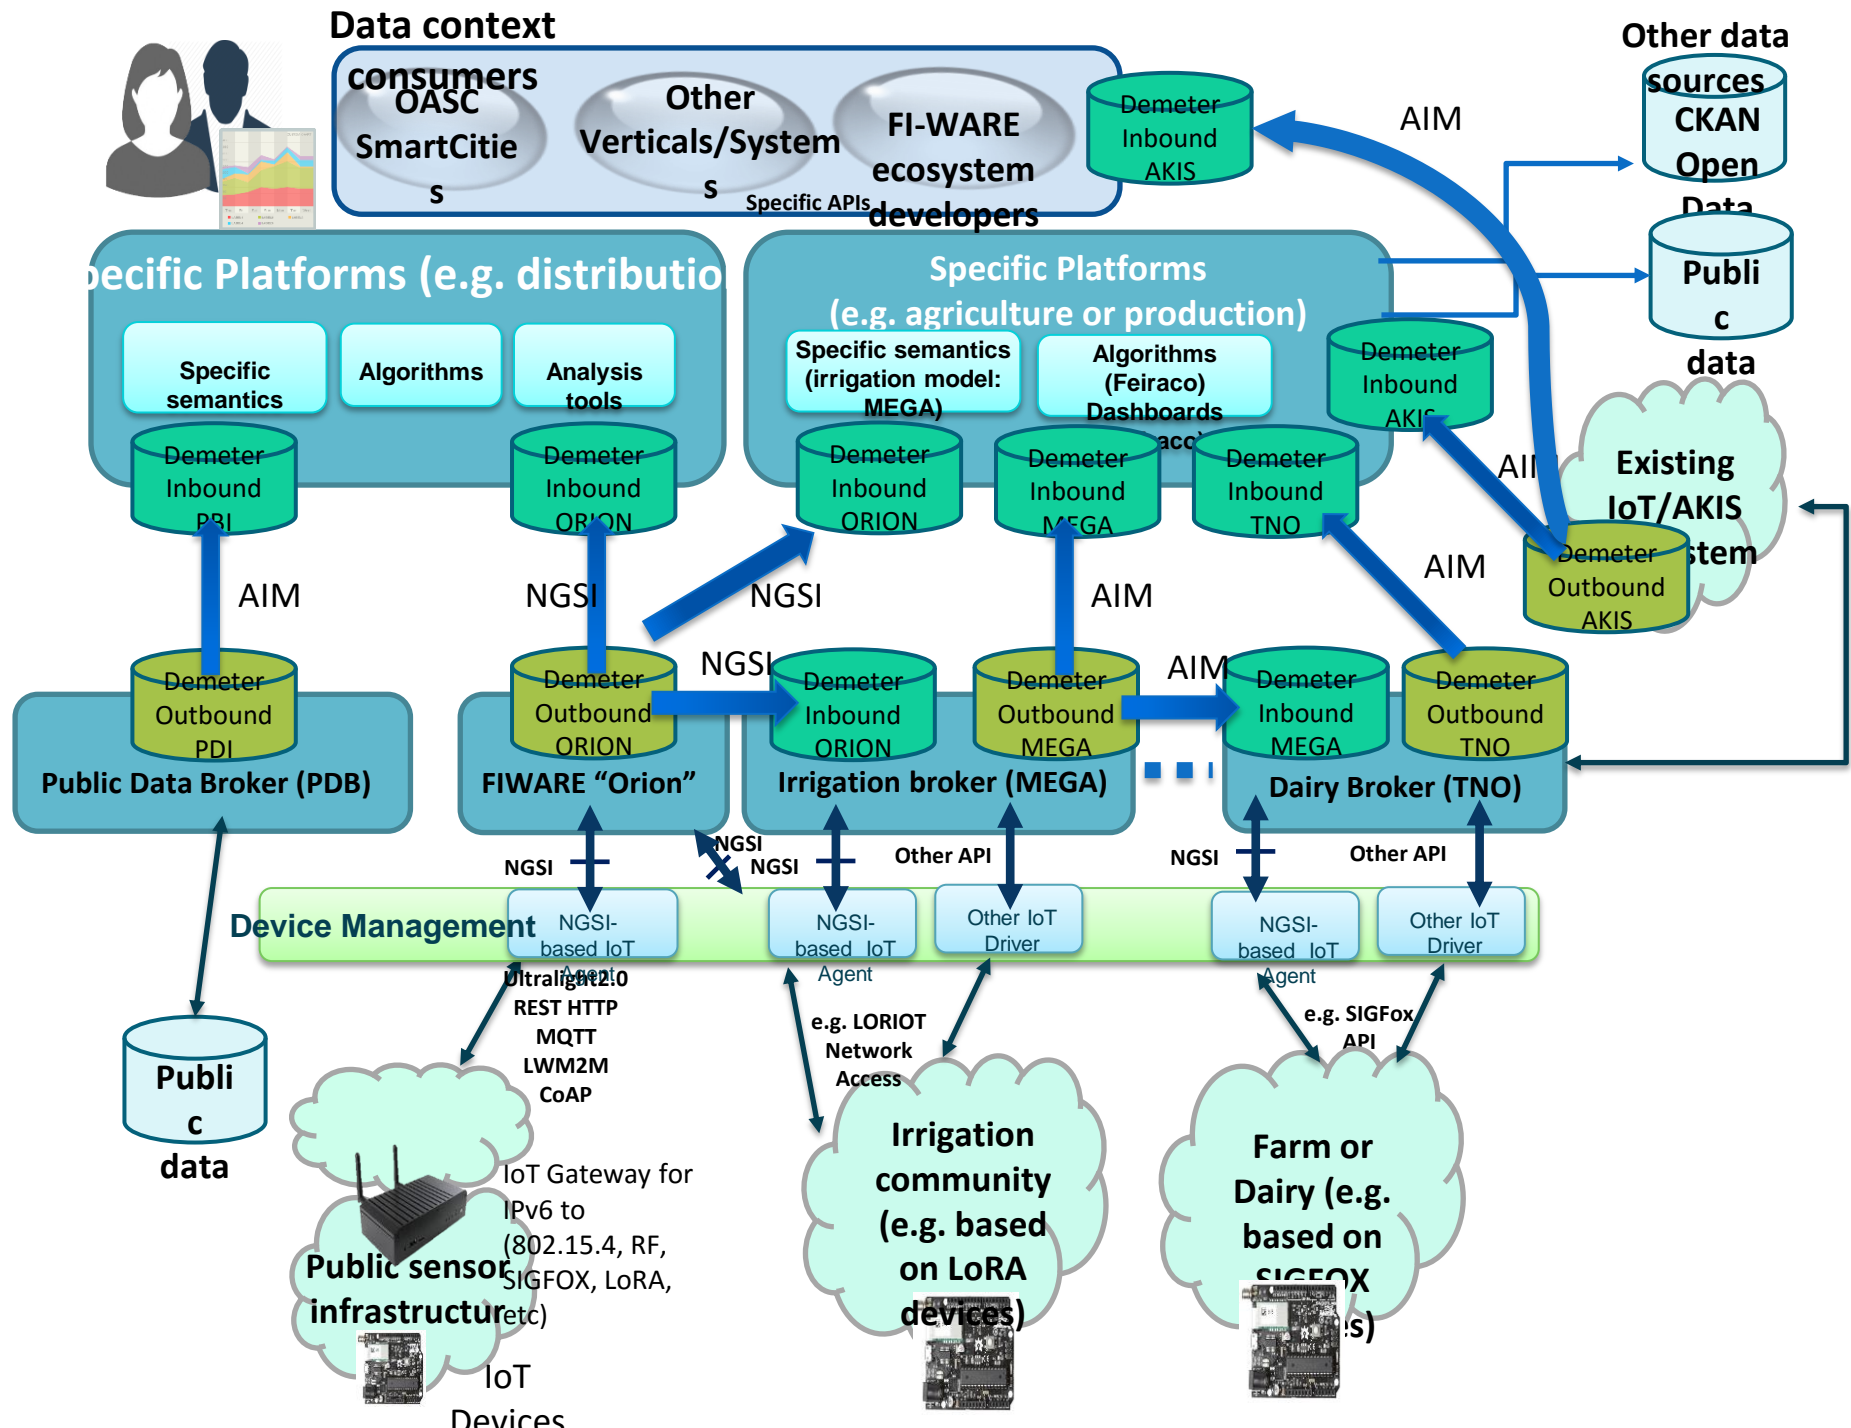 Data context
consumers
OASC
SmartCitie
s
Other
Verticals/System
s
FI-WARE
ecosystem
developers
Specific APIs
Demeter
Inbound
AKIS
AIM
Other data
sources
CKAN
Open
Data
Publi
c
data
pecific Platforms (e.g. distribution
Specific
semantics
Algorithms
Analysis
tools
Specific Platforms
(e.g. agriculture or production)
Specific semantics
(irrigation model:
MEGA)
Algorithms
(Feiraco)
Dashboards
Demeter
Inbound
AKIS
Demeter
Inbound
PBI
Demeter
Inbound
ORION
Demeter
Inbound
ORION
Demeter
Inbound
MEGA
Demeter
Inbound
TNO
AIM
Existing
IoT/AKIS
stem
Demeter
Outbound
AKIS
AIM
NGSI
NGSI
AIM
AIM
NGSI
AIM
Demeter
Outbound
PDI
Public Data Broker (PDB)
Demeter
Outbound
ORION
FIWARE “Orion”
Demeter
Inbound
ORION
Demeter
Outbound
MEGA
Irrigation broker (MEGA)
Demeter
Inbound
MEGA
Demeter
Outbound
TNO
Dairy Broker (TNO)
NGSI
NGSI
NGSI
Other API
NGSI
Other API
Device Management
NGSI-
based IoT
Agent
NGSI-
based IoT
Agent
Other IoT
Driver
NGSI-
based IoT
Agent
Other IoT
Driver
Ultralight2.0
REST HTTP
MQTT
LWM2M
CoAP
e.g. LORIOT
Network
Access
e.g. SIGFox
API
Publi
c
data
IoT Gateway for
IPv6 to
(802.15.4, RF,
SIGFOX, LoRA,
etc)
Public sensor
infrastructur
IoT
Devices
Irrigation
community
(e.g. based
on LoRA
devices)
Farm or
Dairy (e.g.
based on
SIGFOX
es)